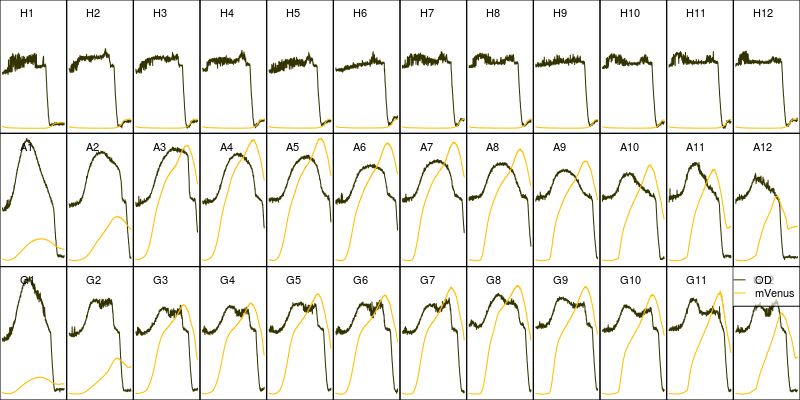 H1 H2 H3 H4 H5 H6 H7 H8 H9 H10 H11 H12
A1 A2 A3 A4 A5 A6 A7 A8 A9 A10 A11 A12
G1 G2 G3 G4 G5 G6 G7 G8 G9 G10 G11
OD
mVenus